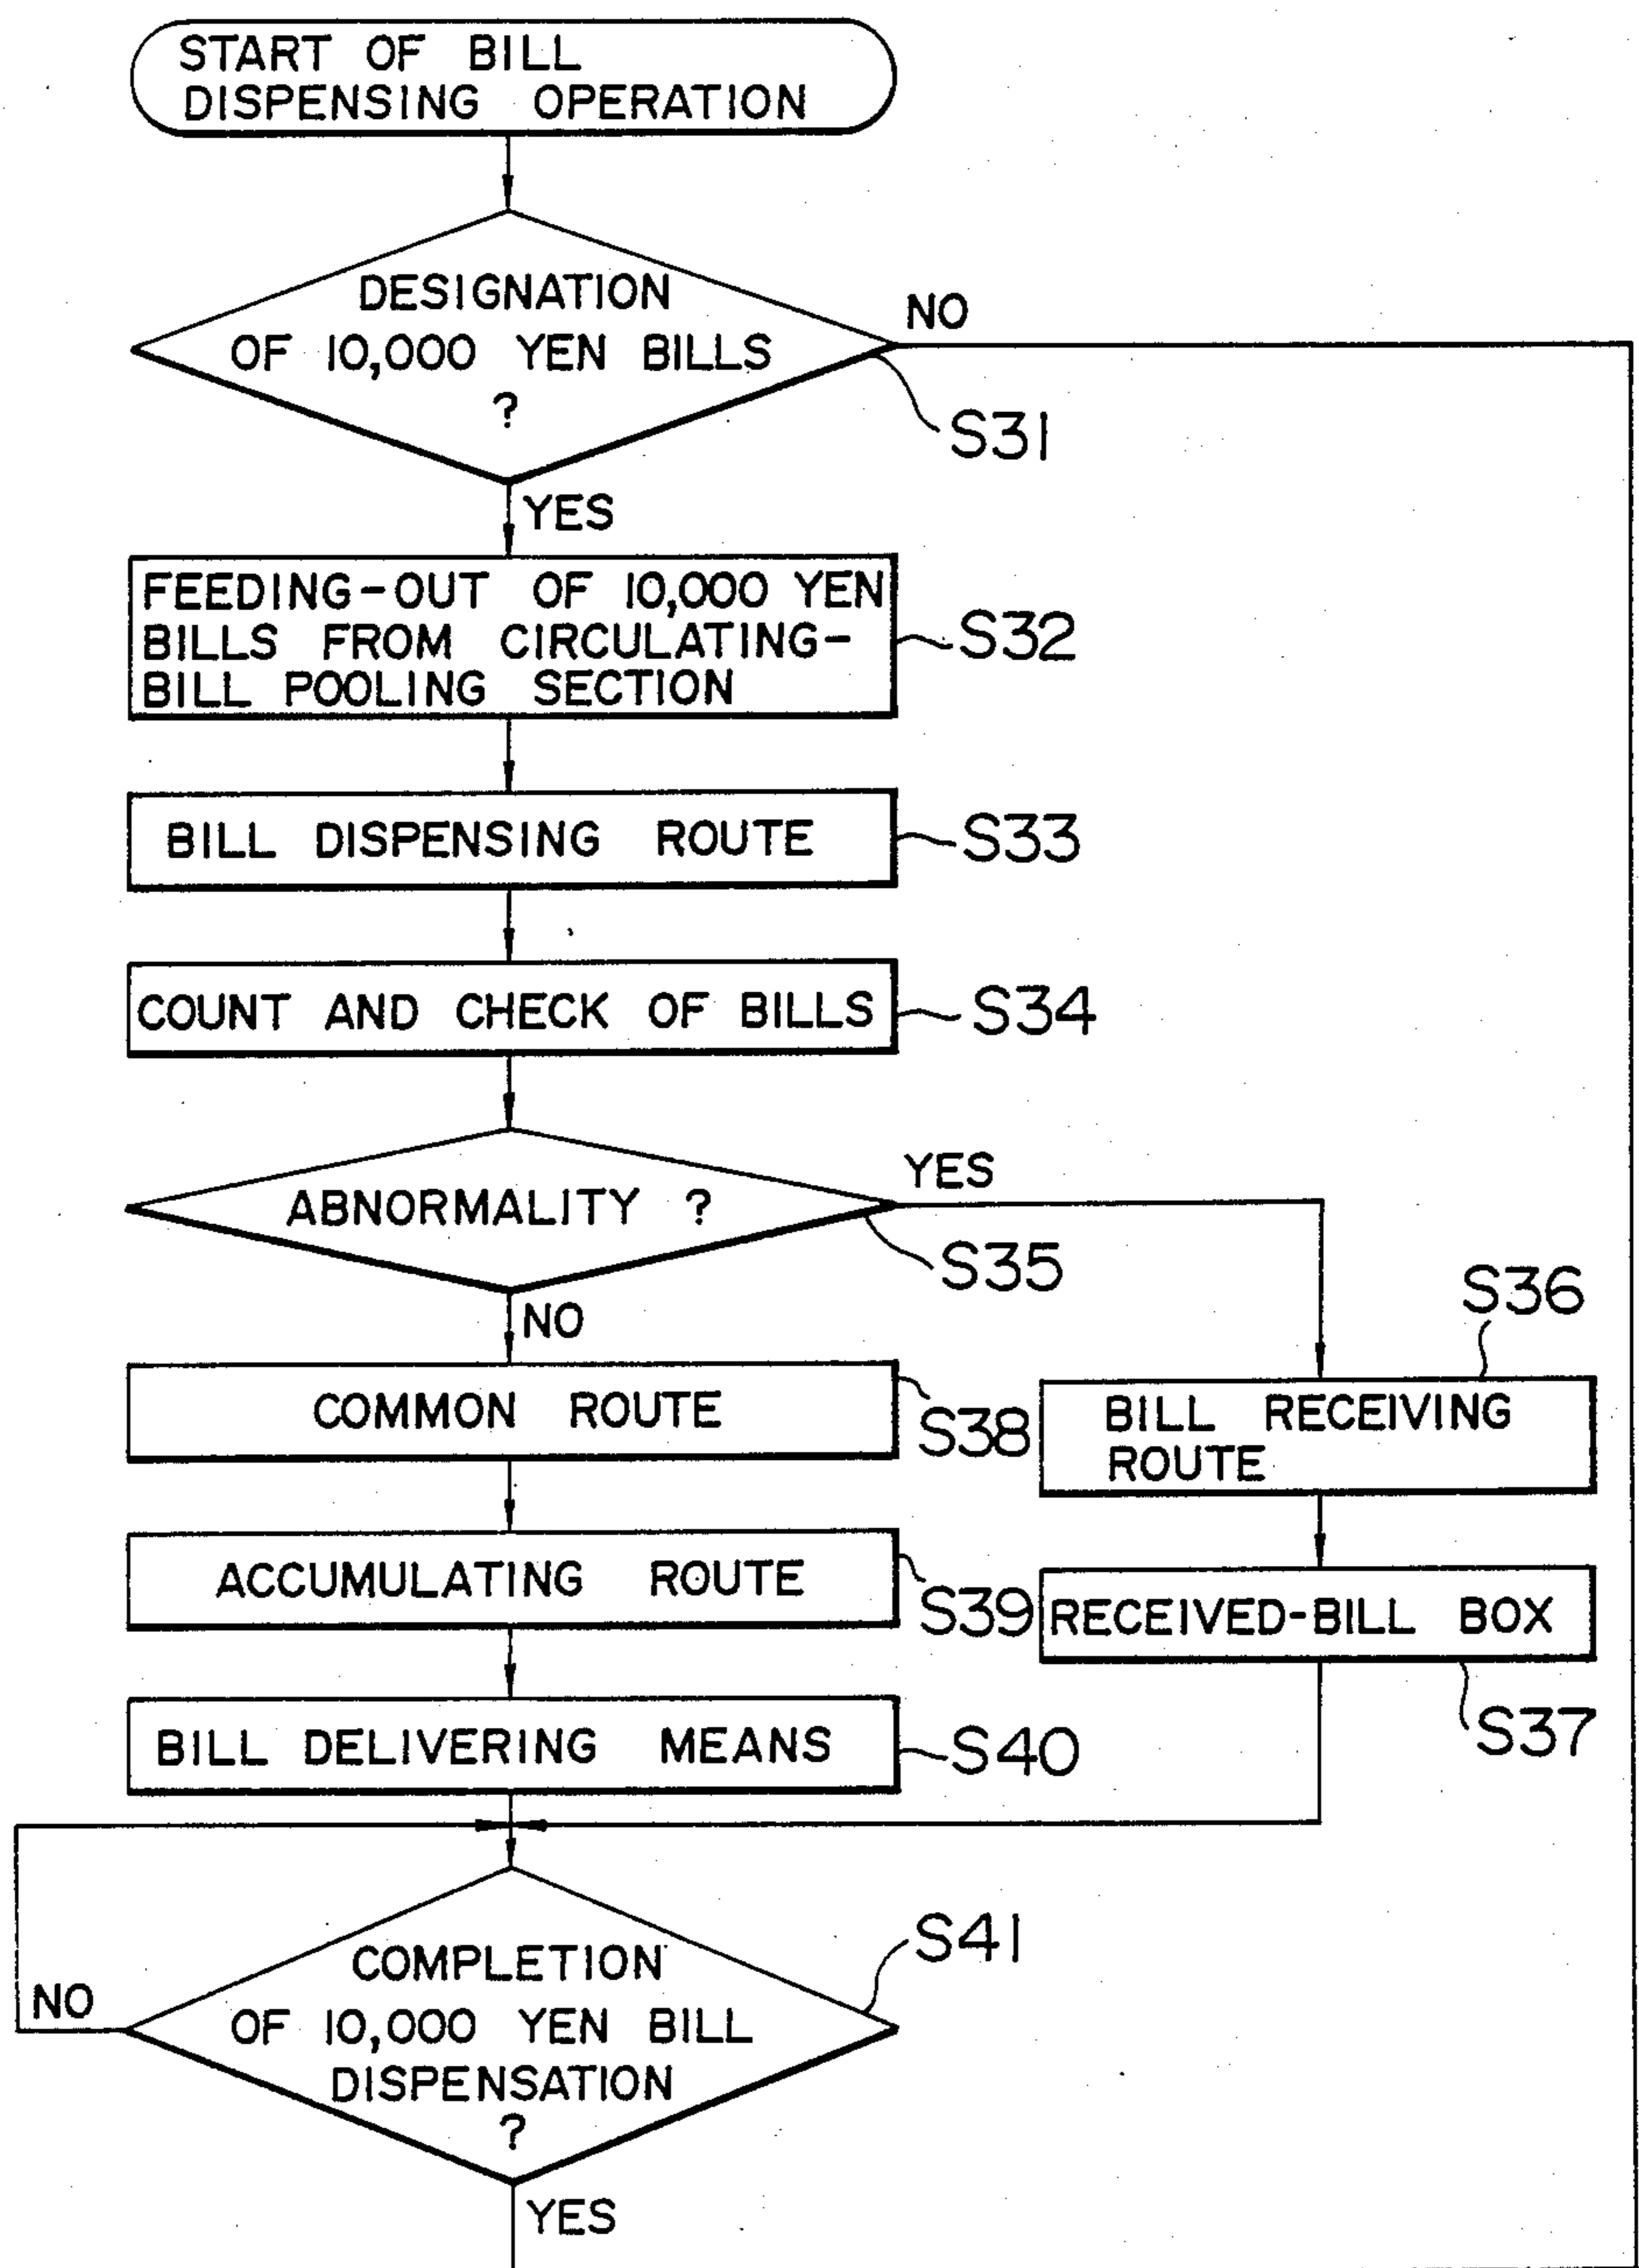 START OF BILL
DISPENSING OPERATION
DESIGNATION
OF 10,000 YEN BILLS
?
NO
S31
YES
FEEDING-OUT OF 10,000 YEN
BILLS FROM CIRCULATING-
BILL POOLING SECTION
S32
BILL DISPENSING ROUTE
S33
COUNT AND CHECK OF BILLS
S34
ABNORMALITY ?
YES
S35
NO
S36
COMMON ROUTE
S38
BILL RECEIVING
ROUTE
ACCUMULATING ROUTE
S39
RECEIVED-BILL BOX
S37
BILL DELIVERING MEANS
S40
COMPLETION
OF 10,000 YEN BILL
DISPENSATION
?
S41
NO
YES